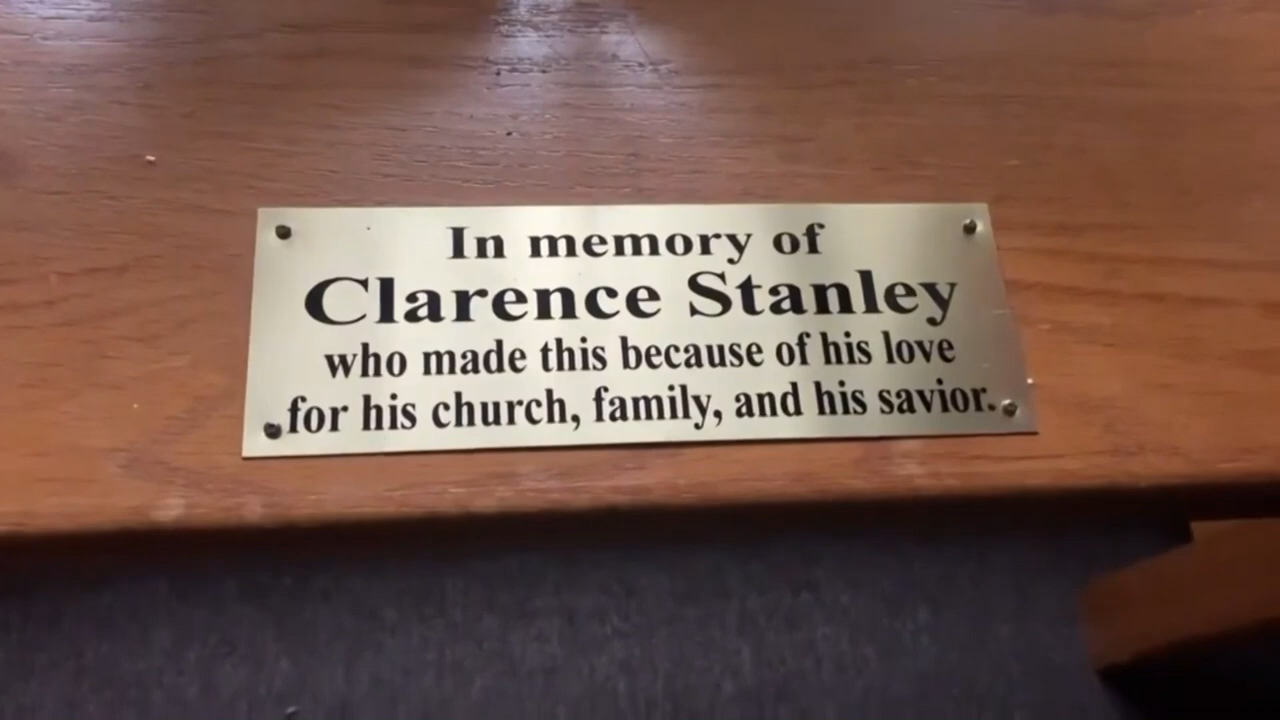 In memory of
Clarence Stanley
who made this because of his love
for his church, family, and his savior.